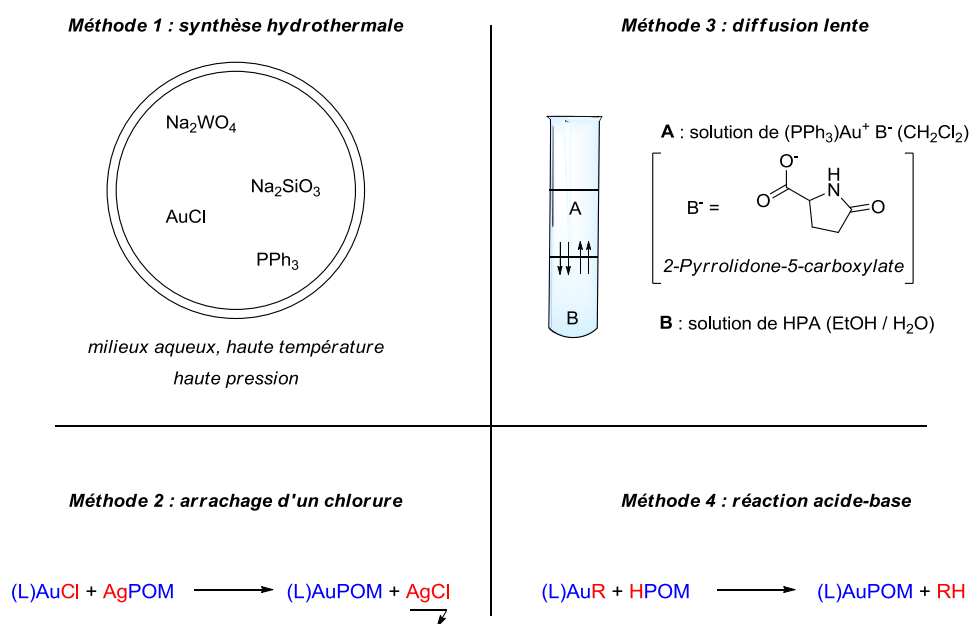 Méthode 1 : synthèse hydrothermale
Na₂WO₄
Na₂SiO₃
AuCl
PPh₃
milieux aqueux, haute température
haute pression
Méthode 3 : diffusion lente
A
B
A : solution de (PPh₃)Au⁺ B⁻ (CH₂Cl₂)
B⁻ =
O⁻
O
H
N
O
2-Pyrrolidone-5-carboxylate
B : solution de HPA (EtOH / H₂O)
Méthode 2 : arrachage d'un chlorure
(L)AuCl + AgPOM (L)AuPOM + AgCl
Méthode 4 : réaction acide-base
(L)AuR + HPOM (L)AuPOM + RH